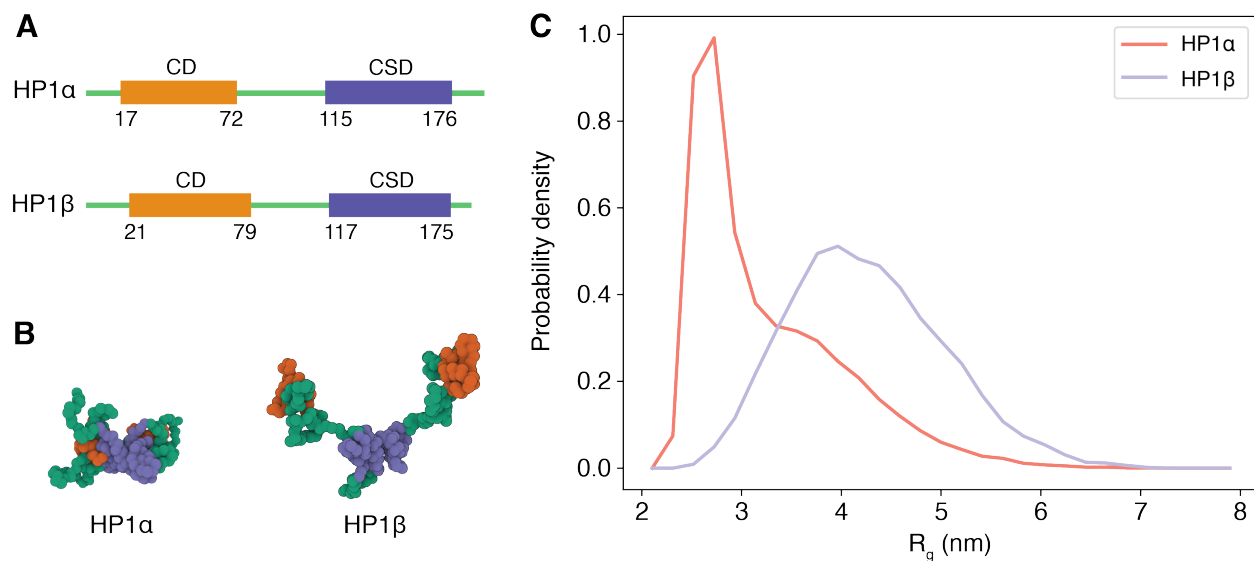 A
HP1α
CD
CSD
17
72
115
176
HP1β
CD
CSD
21
79
117
175
B
HP1α
HP1β
C
Probability density
1.0
0.8
0.6
0.4
0.2
0.0
2
3
4
5
6
7
8
Rg (nm)
HP1α
HP1β